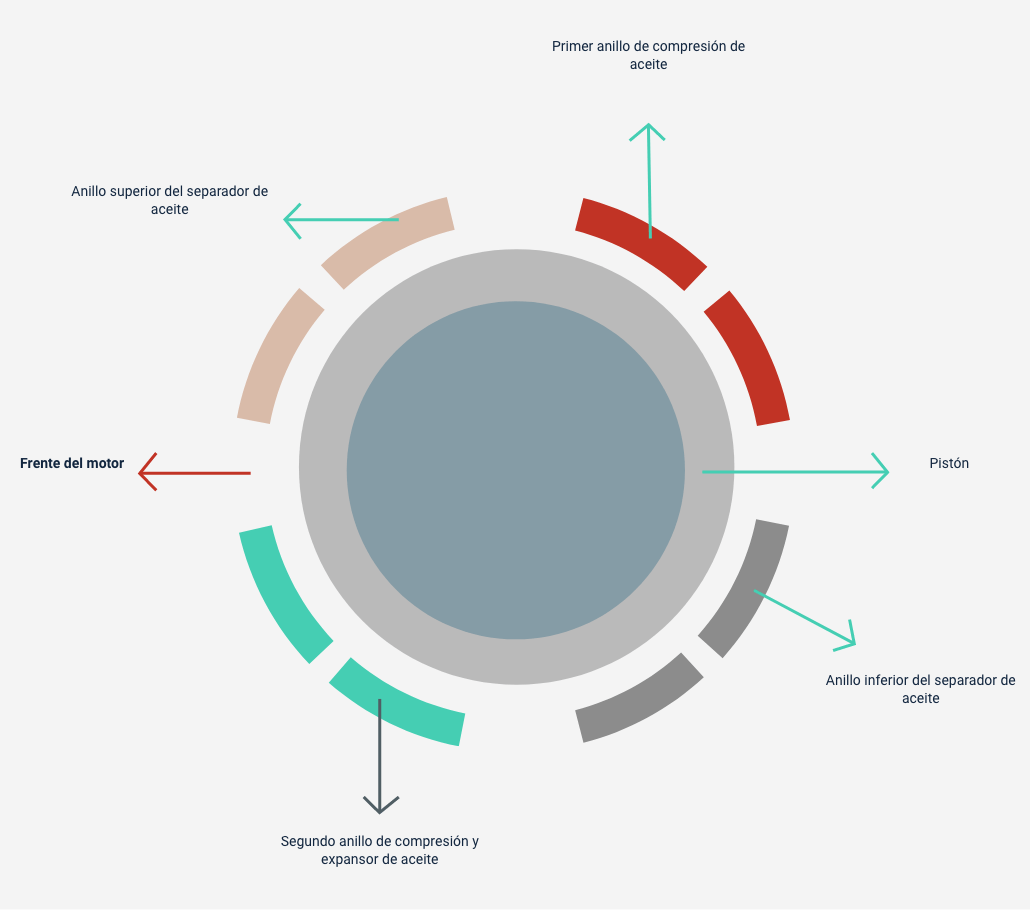 Primer anillo de compresión de
aceite
Anillo superior del separador de
aceite
Frente del motor
Pistón
Anillo inferior del separador de
aceite
Segundo anillo de compresión y
expansor de aceite